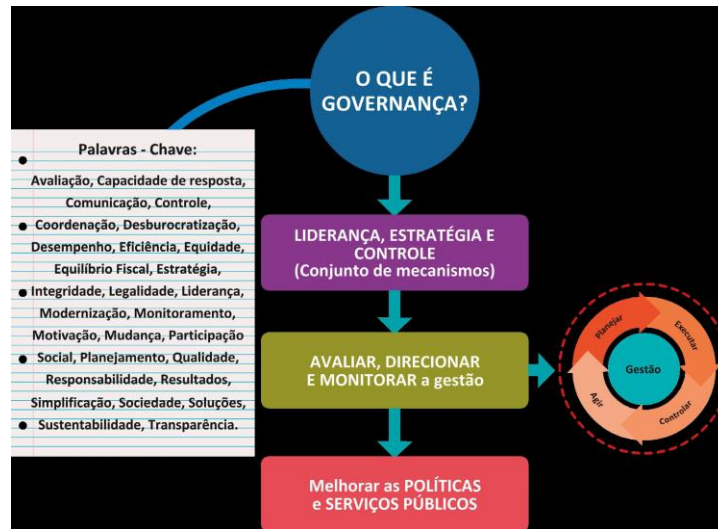 O QUE É
GOVERNANÇA?
Palavras - Chave:
Avaliação, Capacidade de resposta,
Comunicação, Controle,
Coordenação, Desburocratização,
Desempenho, Eficiência, Equidade,
Equilíbrio Fiscal, Estratégia,
Integridade, Legalidade, Liderança,
Modernização, Monitoramento,
Motivação, Mudança, Participação
Social, Planejamento, Qualidade,
Responsabilidade, Resultados,
Simplificação, Sociedade, Soluções,
Sustentabilidade, Transparência.
LIDERANÇA, ESTRATÉGIA E
CONTROLE
(Conjunto de mecanismos)
AVALIAR, DIRECIONAR
E MONITORAR a gestão
Planejar
Executar
Gestão
Agir
Controlar
Melhorar as POLÍTICAS
e SERVIÇOS PÚBLICOS